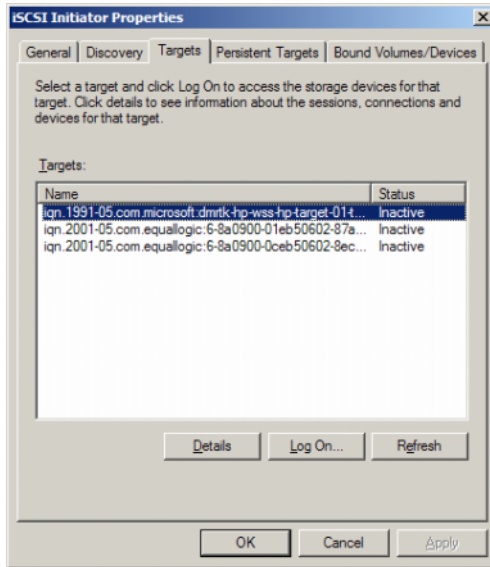 iSCSI Initiator Properties
General Discovery Targets Persistent Targets Bound Volumes/Devices
Select a target and click Log On to access the storage devices for that
target. Click details to see information about the sessions, connections and
devices for that target.
Targets:
Name Status
iqn.1991-05.com.microsoft:dmrtk-hp-wss-hp-target-01-t... Inactive
iqn.2001-05.com.equallogic:6-8a0900-01eb50602-87a... Inactive
iqn.2001-05.com.equallogic:6-8a0900-0ceb50602-8ec... Inactive
Details Log On... Refresh
OK Cancel Apply